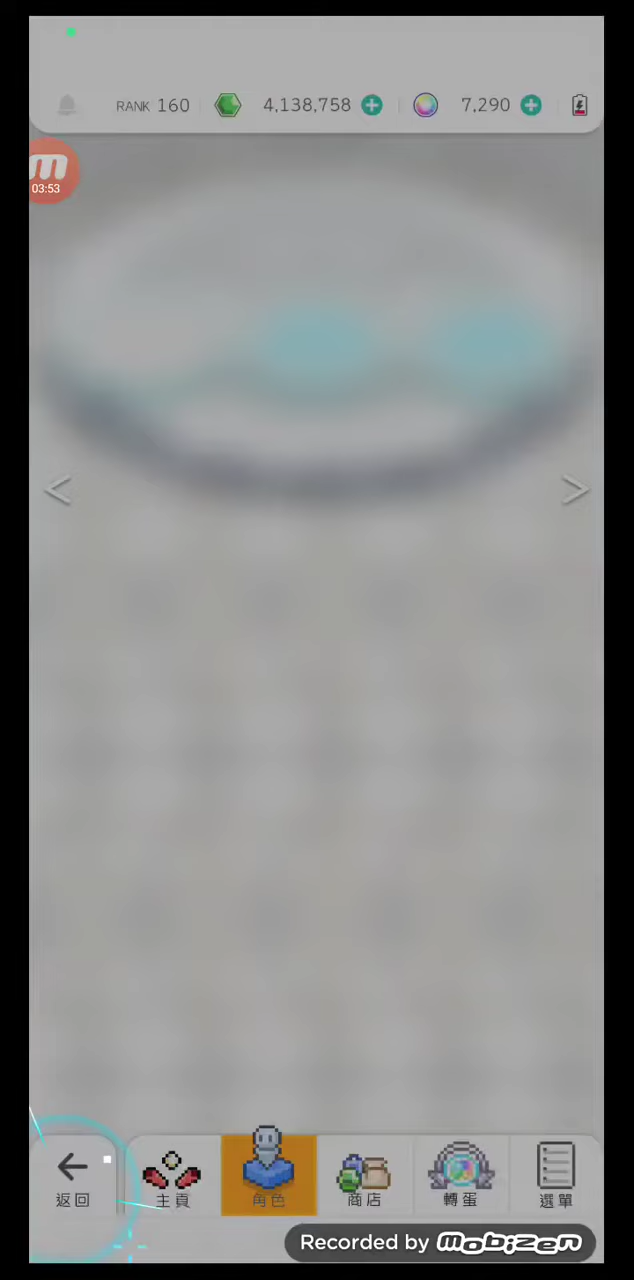 RANK 160 4,138,758 7,290
M
03:53
< >
返回 主頁 角色 商店 轉蛋 選單
Recorded by mobizen